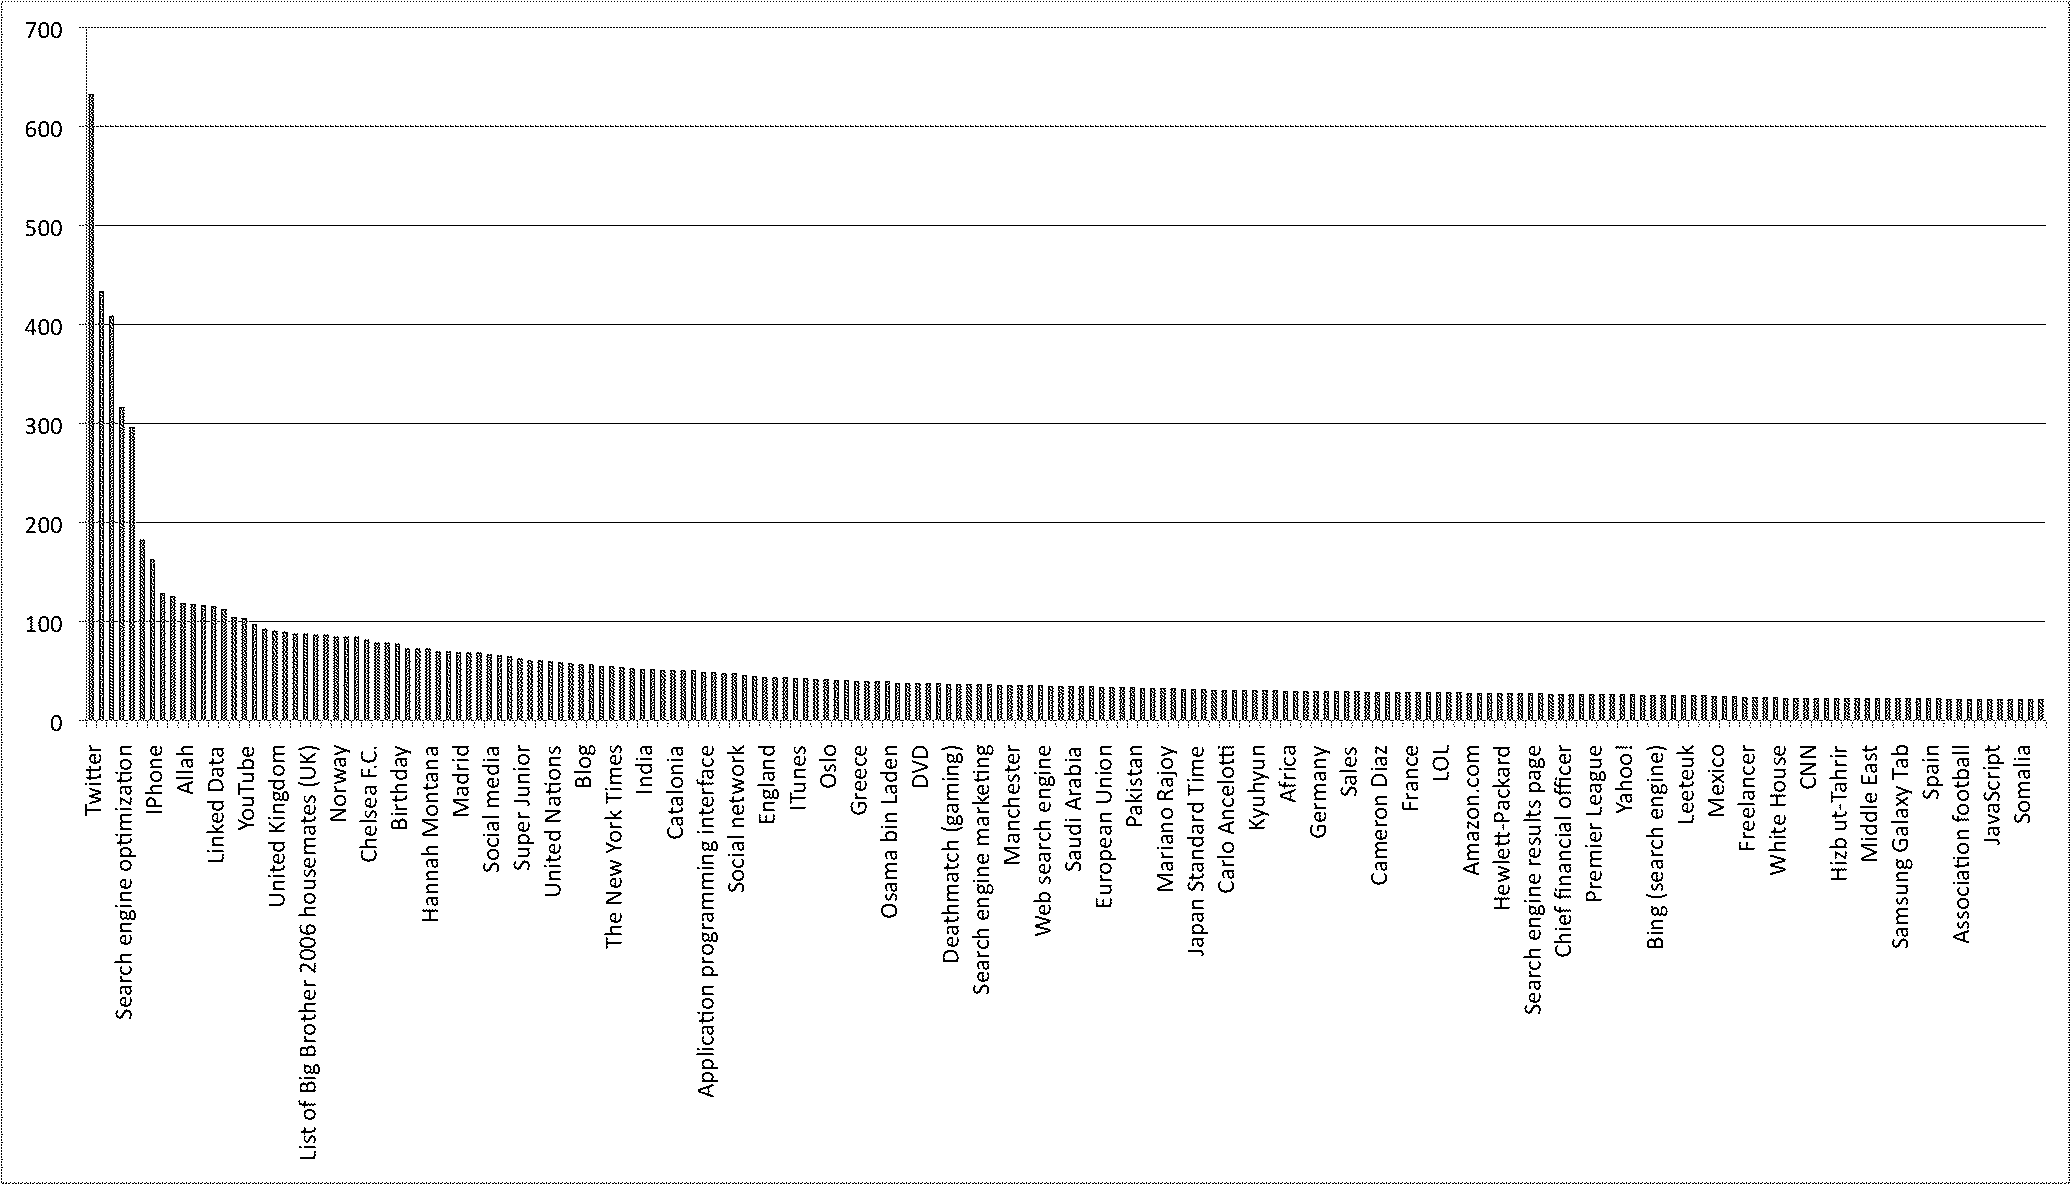 700
600
500
400
300
200
100
0
Twitter
Search engine optimization
IPhone
Allah
Linked Data
YouTube
United Kingdom
List of Big Brother 2006 housemates (UK)
Norway
Chelsea F.C.
Birthday
Hannah Montana
Madrid
Social media
Super Junior
United Nations
Blog
The New York Times
India
Catalonia
Application programming interface
Social network
England
ITunes
Oslo
Greece
Osama bin Laden
DVD
Deathmatch (gaming)
Search engine marketing
Manchester
Web search engine
Saudi Arabia
European Union
Pakistan
Mariano Rajoy
Japan Standard Time
Carlo Ancelotti
Kyuhyun
Africa
Germany
Sales
Cameron Diaz
France
LOL
Amazon.com
Hewlett-Packard
Search engine results page
Chief financial officer
Premier League
Yahoo!
Bing (search engine)
Leeteuk
Mexico
Freelancer
White House
CNN
Hizb ut-Tahrir
Middle East
Samsung Galaxy Tab
Spain
Association football
JavaScript
Somalia